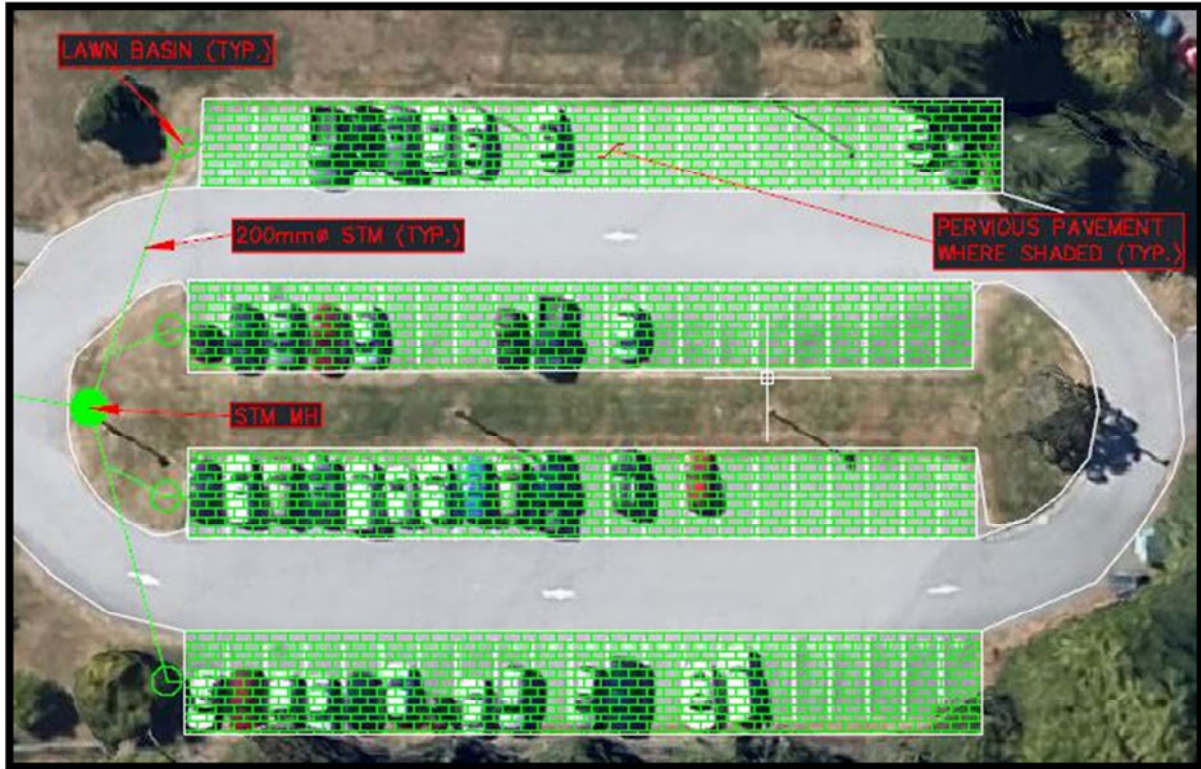 LAWN BASIN (TYP.)
200mmø STM (TYP.)
PERVIOUS PAVEMENT
WHERE SHADED (TYP.)
STM MH